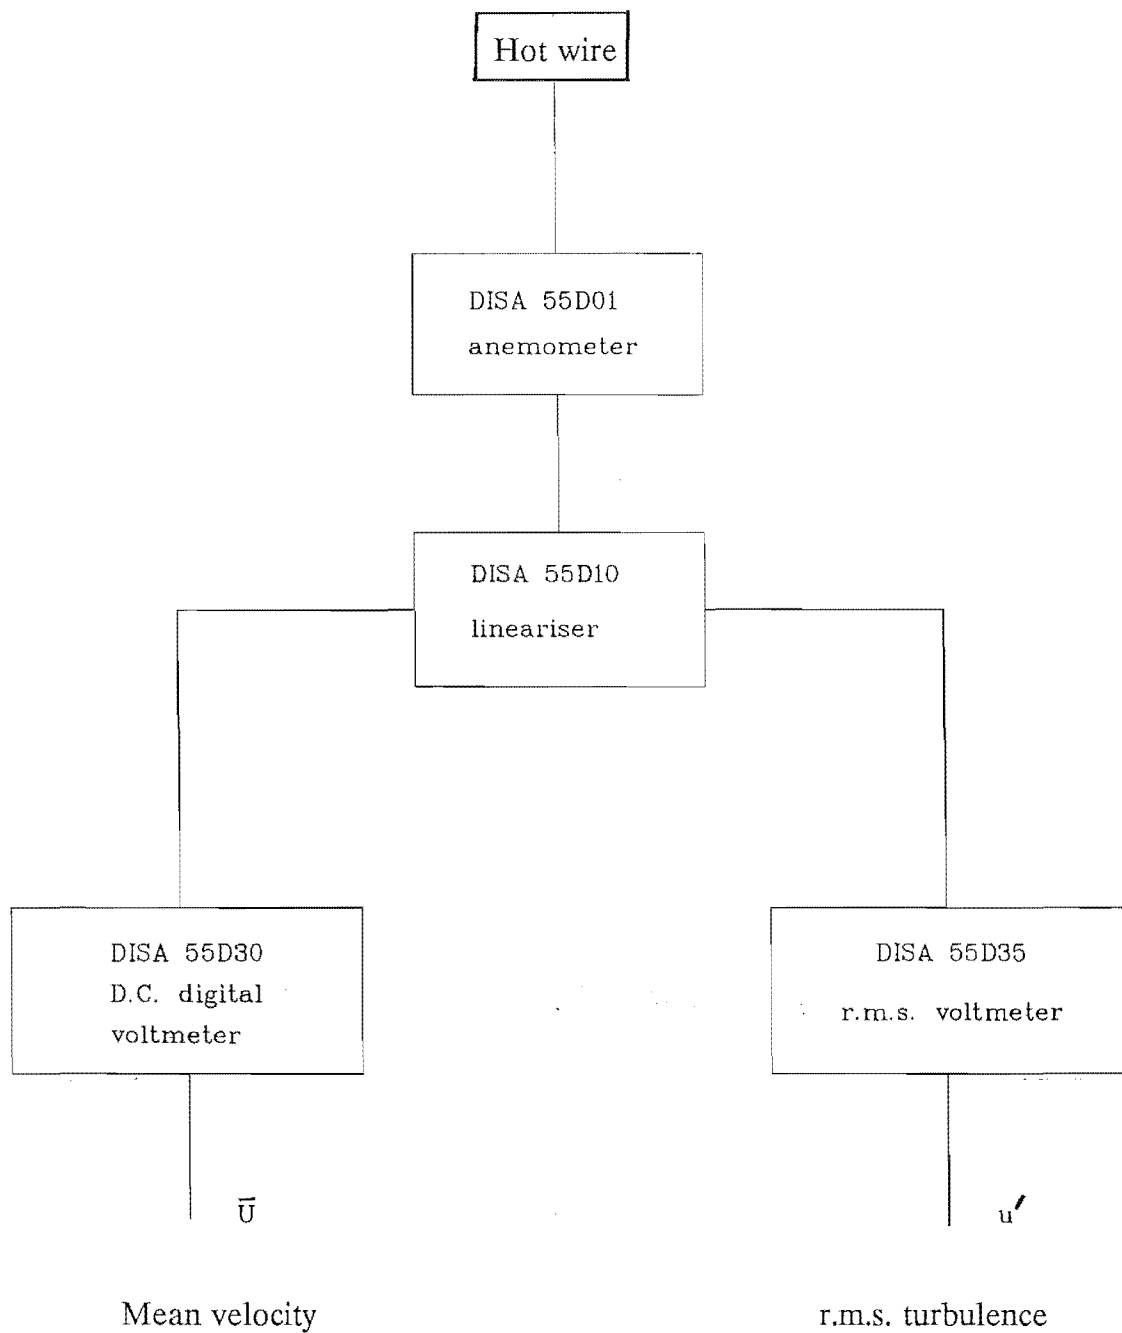 Hot wire
DISA 55D01
anemometer
DISA 55D10
lineariser
DISA 55D30
D.C. digital
voltmeter
DISA 55D35
r.m.s. voltmeter
Ū
u′
Mean velocity
r.m.s. turbulence